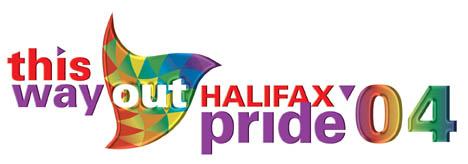 this
way out
HALIFAX
pride '04